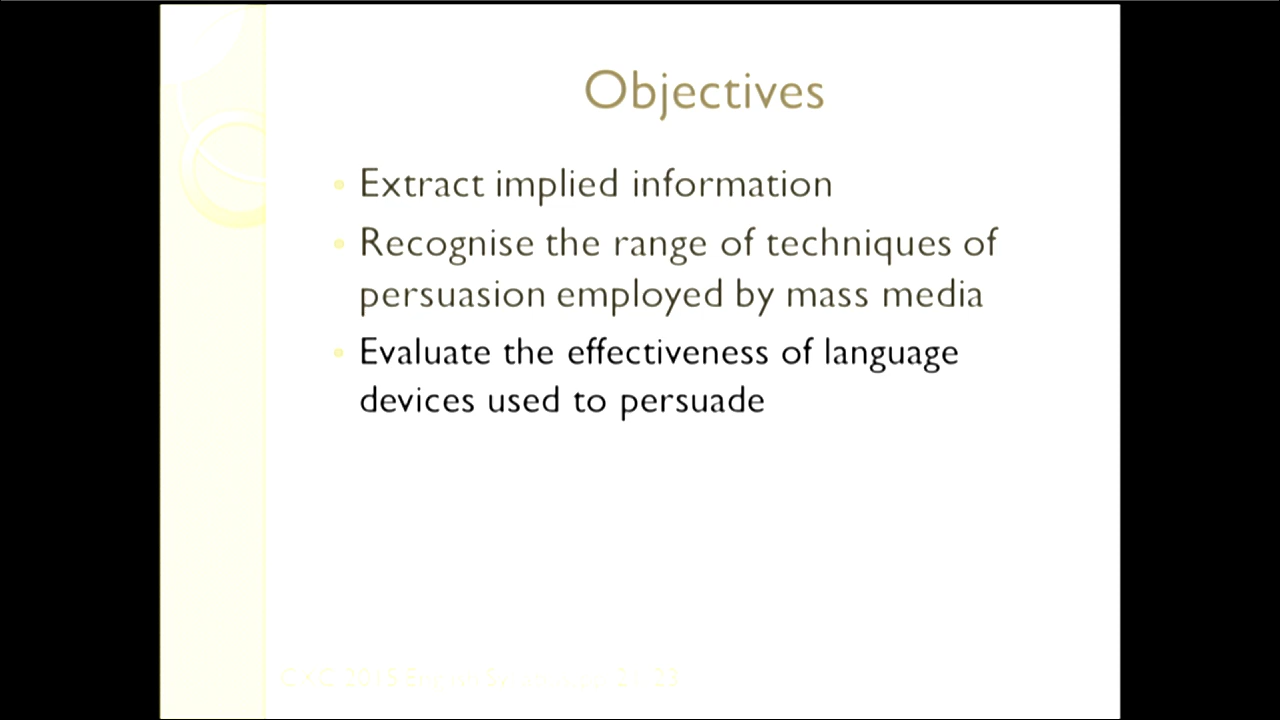 Objectives
• Extract implied information
• Recognise the range of techniques of
persuasion employed by mass media
• Evaluate the effectiveness of language
devices used to persuade
2015